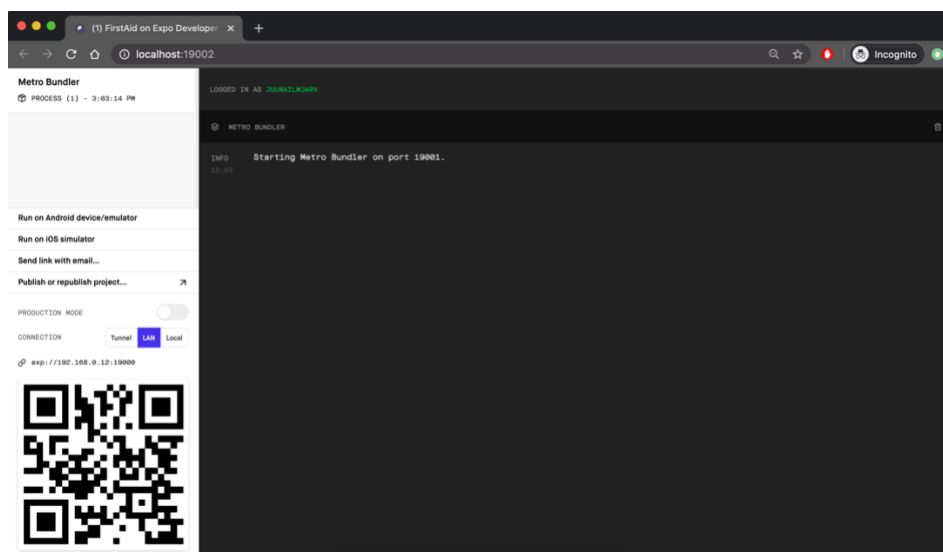 (1) FirstAid on Expo Developer
localhost:19002
Incognito
Metro Bundler
PROCESS (1) - 3:03:14 PM
Run on Android device/emulator
Run on iOS simulator
Send link with email...
Publish or republish project...
PRODUCTION MODE
CONNECTION Tunnel LAN Local
exp://192.168.0.12:19000
LOGGED IN AS JUURAILMJARV
METRO BUNDLER
INFO Starting Metro Bundler on port 19001.
15:03